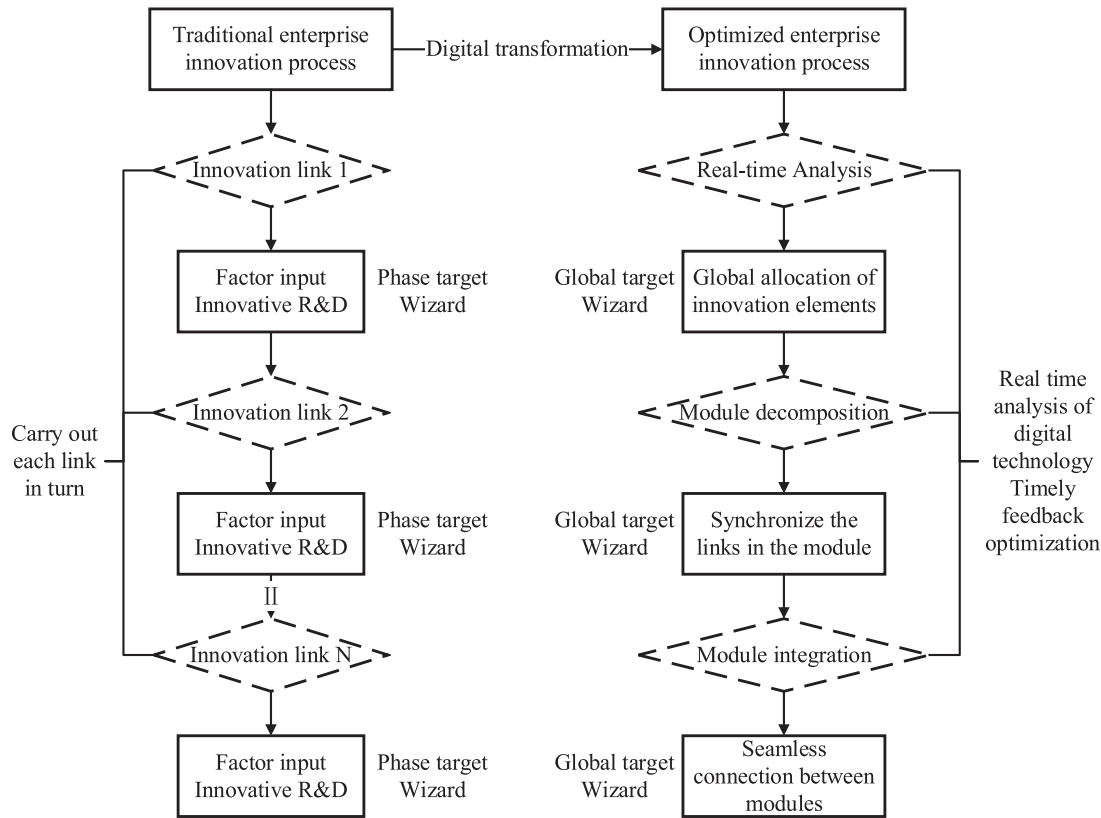 Traditional enterprise
innovation process
Digital transformation
Optimized enterprise
innovation process
Innovation link 1
Real-time Analysis
Factor input
Innovative R&D
Phase target
Wizard
Global target
Wizard
Global allocation of
innovation elements
Innovation link 2
Module decomposition
Carry out
each link
in turn
Real time
analysis of
digital
technology
Timely
feedback
optimization
Factor input
Innovative R&D
Phase target
Wizard
Global target
Wizard
Synchronize the
links in the module
Innovation link N
Module integration
Factor input
Innovative R&D
Phase target
Wizard
Global target
Wizard
Seamless
connection between
modules